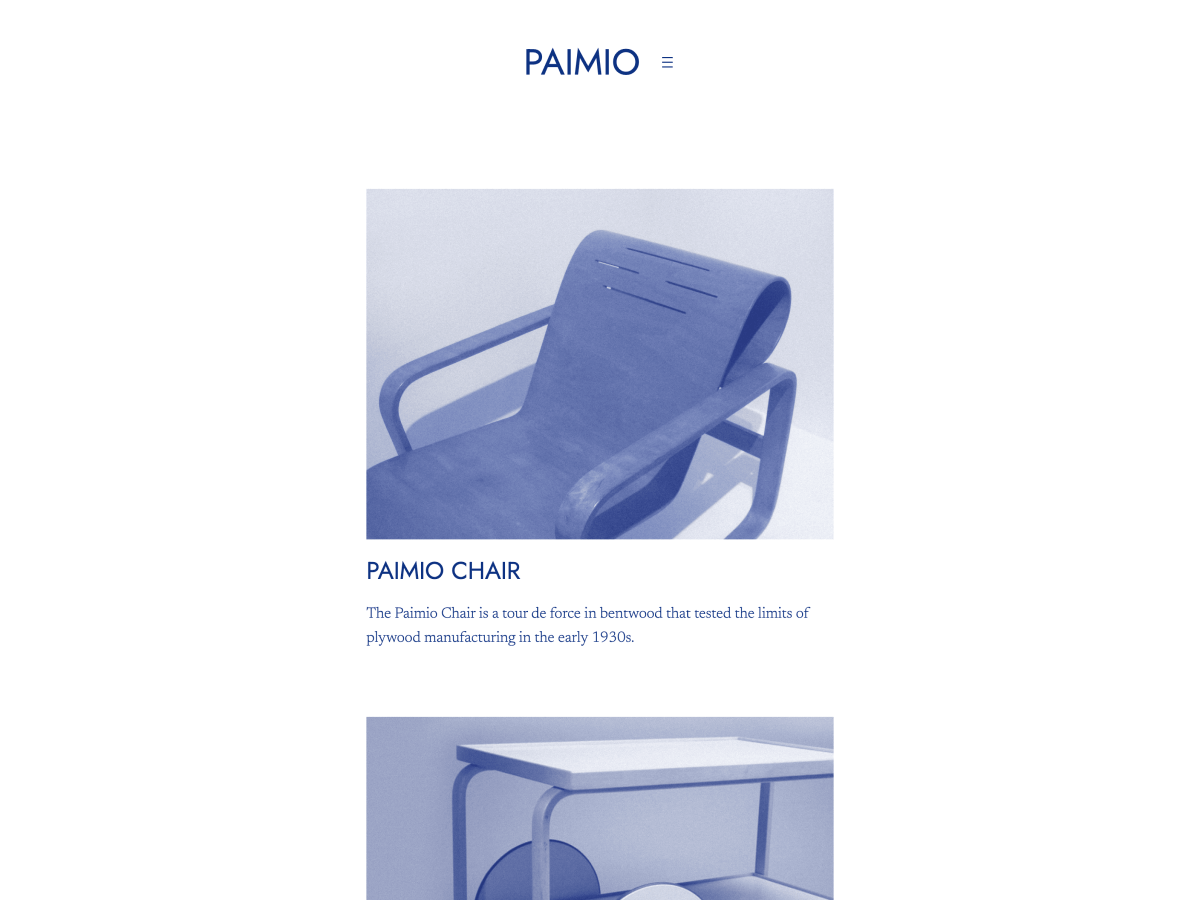 PAIMIO
PAIMIO CHAIR
The Paimio Chair is a tour de force in bentwood that tested the limits of
plywood manufacturing in the early 1930s.